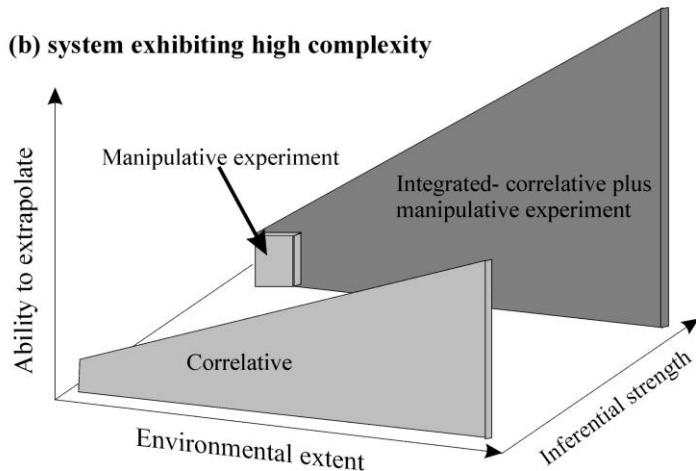 (b) system exhibiting high complexity
Manipulative experiment
Integrated- correlative plus
manipulative experiment
Ability to extrapolate
Correlative
Environmental extent
Inferential strength